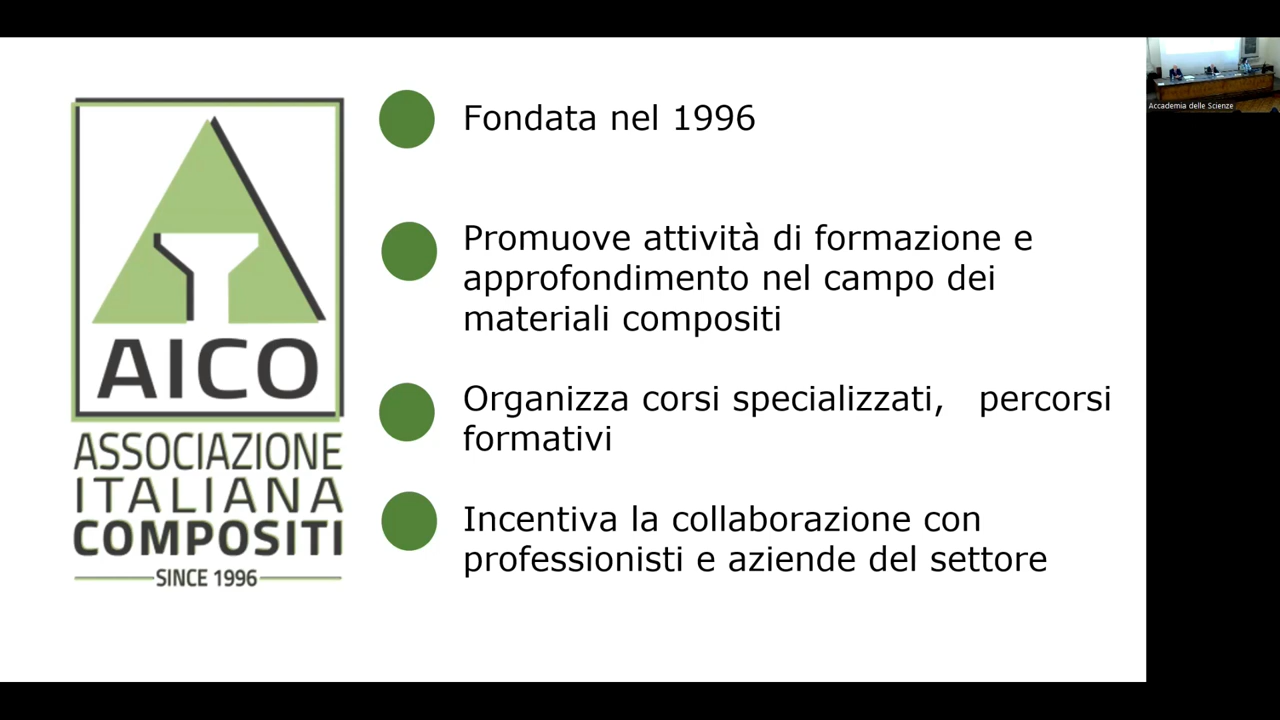 AICO
ASSOCIAZIONE
ITALIANA
COMPOSITI
SINCE 1996
Fondata nel 1996
Promuove attività di formazione e
approfondimento nel campo dei
materiali compositi
Organizza corsi specializzati, percorsi
formativi
Incentiva la collaborazione con
professionisti e aziende del settore
Accademia delle Scienze